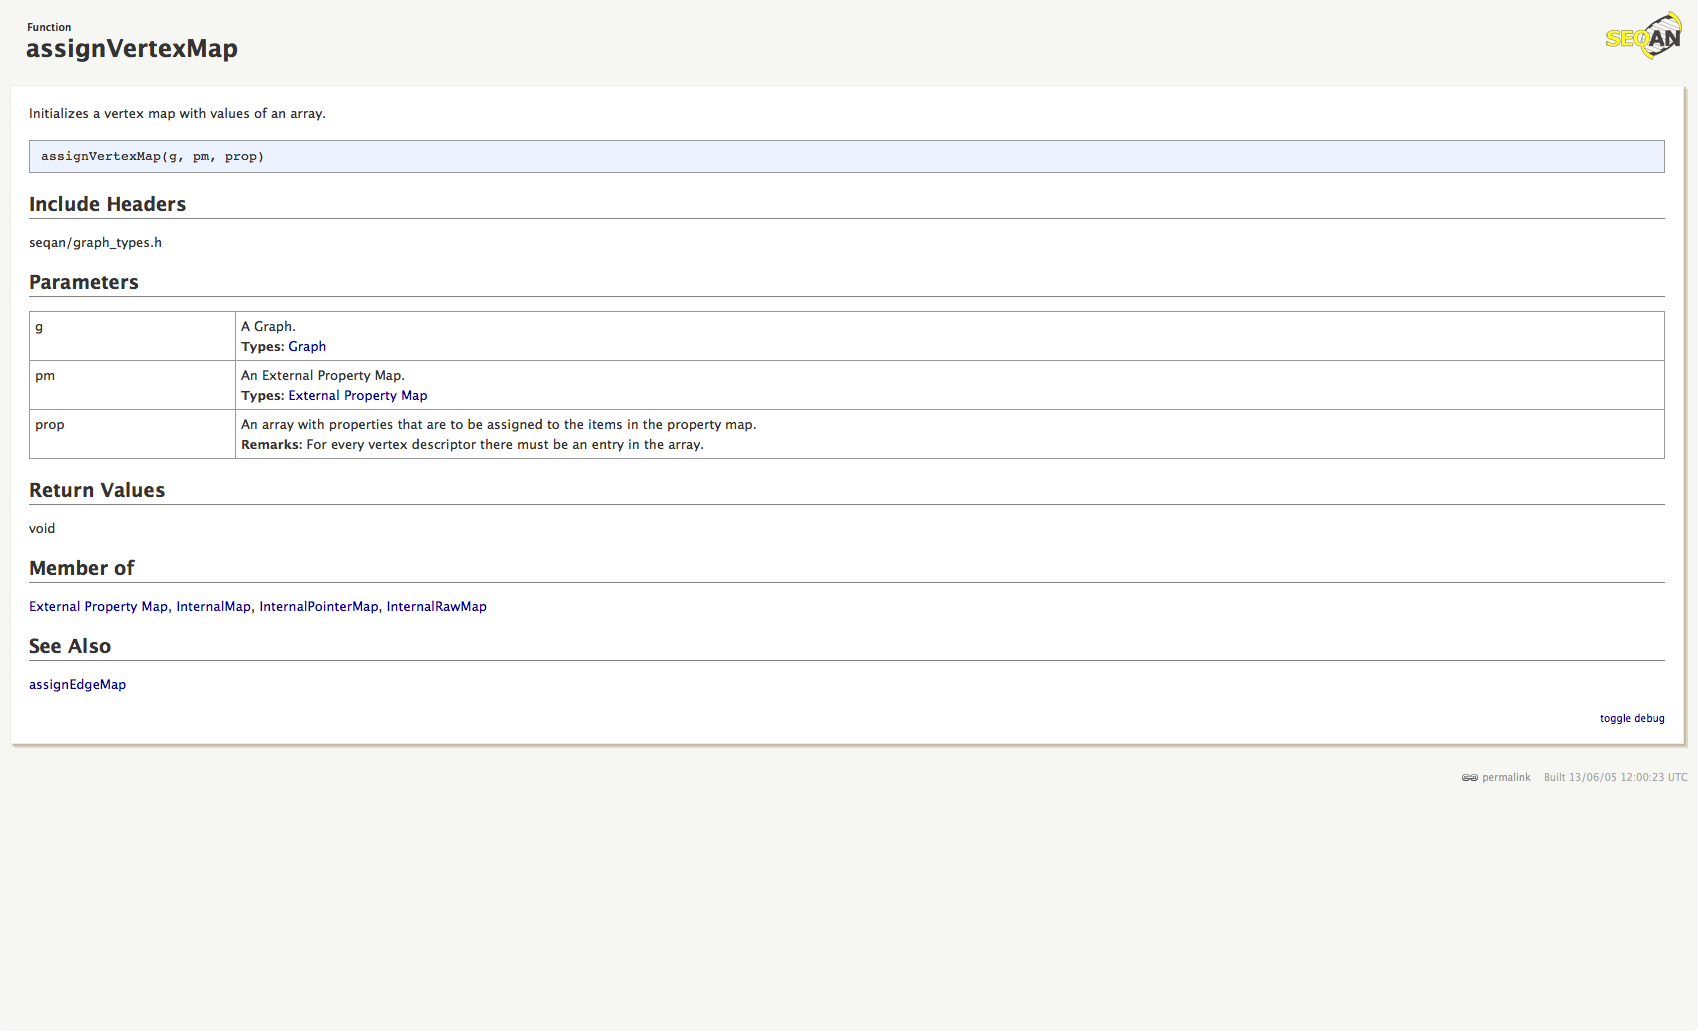 Function
assignVertexMap
SEQAN
Initializes a vertex map with values of an array.
assignVertexMap(g, pm, prop)
Include Headers
seqan/graph_types.h
Parameters
g
A Graph.
Types: Graph
pm
An External Property Map.
Types: External Property Map
prop
An array with properties that are to be assigned to the items in the property map.
Remarks: For every vertex descriptor there must be an entry in the array.
Return Values
void
Member of
External Property Map, InternalMap, InternalPointerMap, InternalRawMap
See Also
assignEdgeMap
toggle debug
permalink Built 13/06/05 12:00:23 UTC